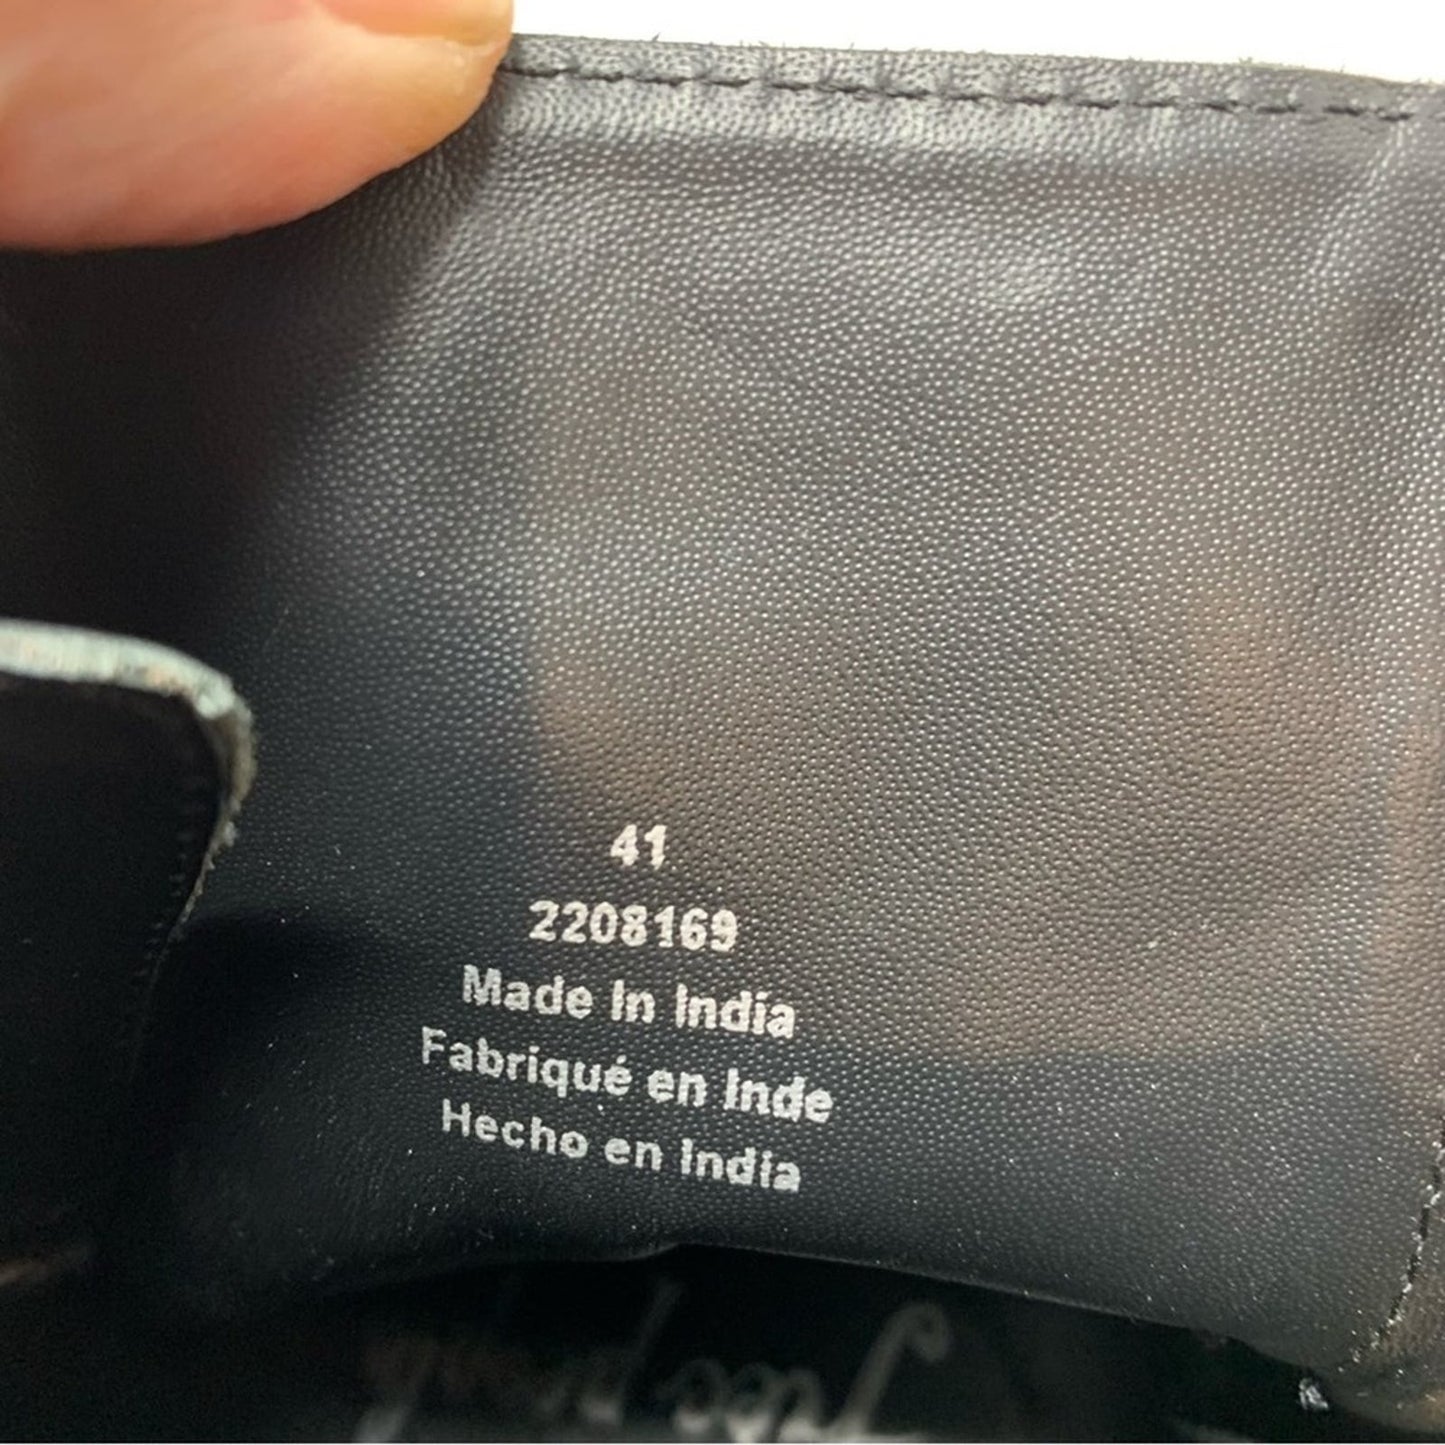 41
2208169
Made In India
Fabriqué en Inde
Hecho en India